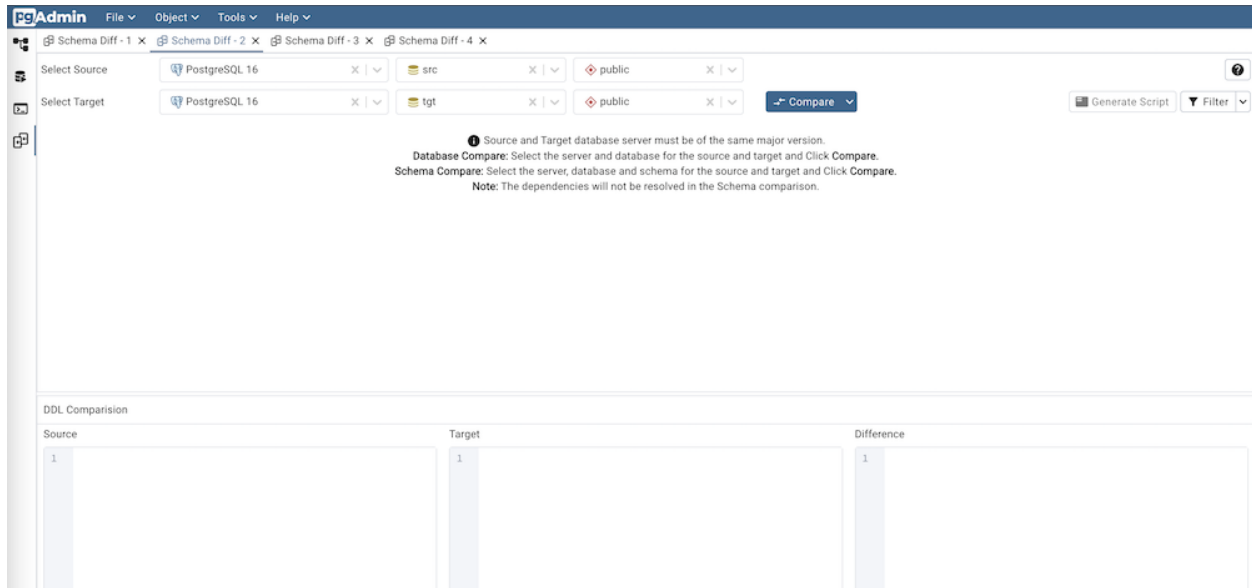 pgAdmin File Object Tools Help
Schema Diff - 1 Schema Diff - 2 Schema Diff - 3 Schema Diff - 4
Select Source PostgreSQL 16 src public
Select Target PostgreSQL 16 tgt public Compare Generate Script Filter
Source and Target database server must be of the same major version.
Database Compare: Select the server and database for the source and target and Click Compare.
Schema Compare: Select the server, database and schema for the source and target and Click Compare.
Note: The dependencies will not be resolved in the Schema comparison.
DDL Comparision
Source Target Difference
1 1 1